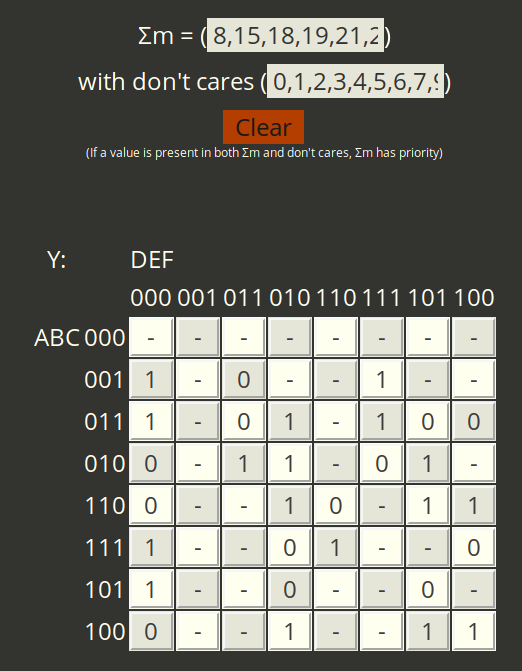 Σm = (8,15,18,19,21,2)
with don't cares (0,1,2,3,4,5,6,7,9)
Clear
(If a value is present in both Σm and don't cares, Σm has priority)
Y: DEF
000 001 011 010 110 111 101 100
ABC 000 - - - - - - - -
001 1 - 0 - - 1 - -
011 1 - 0 1 - 1 0 0
010 0 - 1 1 - 0 1 -
110 0 - - 1 0 - 1 1
111 1 - - 0 1 - - 0
101 1 - - 0 - - 0 -
100 0 - - 1 - - 1 1